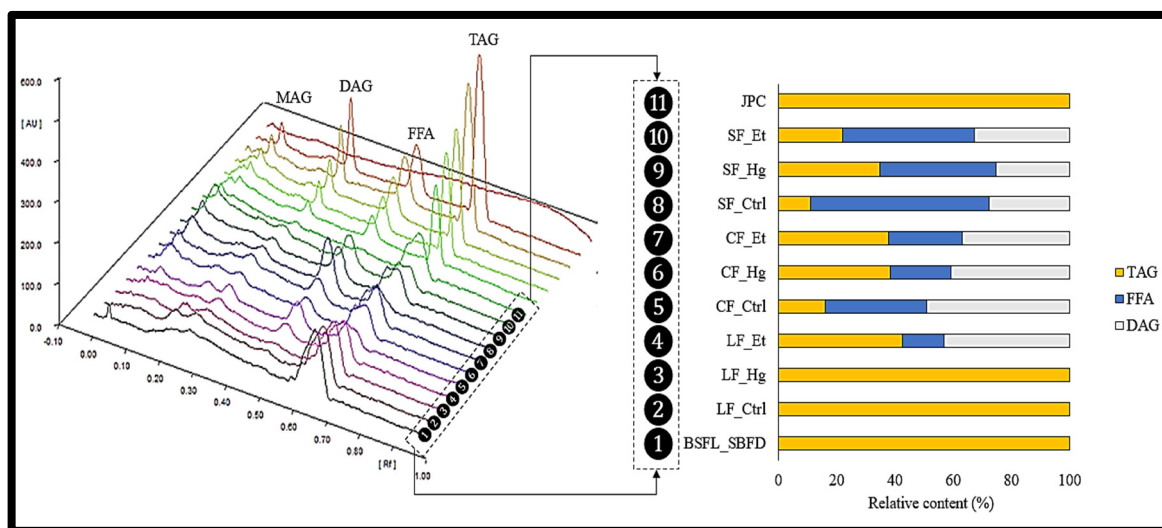 TAG
DAG
MAG
FFA
600.0
[AU]
400.0
300.0
200.0
100.0
0.0
-0.10
0.00
0.10
0.20
0.30
0.40
0.50
0.60
0.70
0.80
[Rf]
1.00
1 2 3 4 5 6 7 8 9 10 11
11 JPC
10 SF_Et
9 SF_Hg
8 SF_Ctrl
7 CF_Et
6 CF_Hg
5 CF_Ctrl
4 LF_Et
3 LF_Hg
2 LF_Ctrl
1 BSFL_SBFD
0 20 40 60 80 100
Relative content (%)
TAG
FFA
DAG